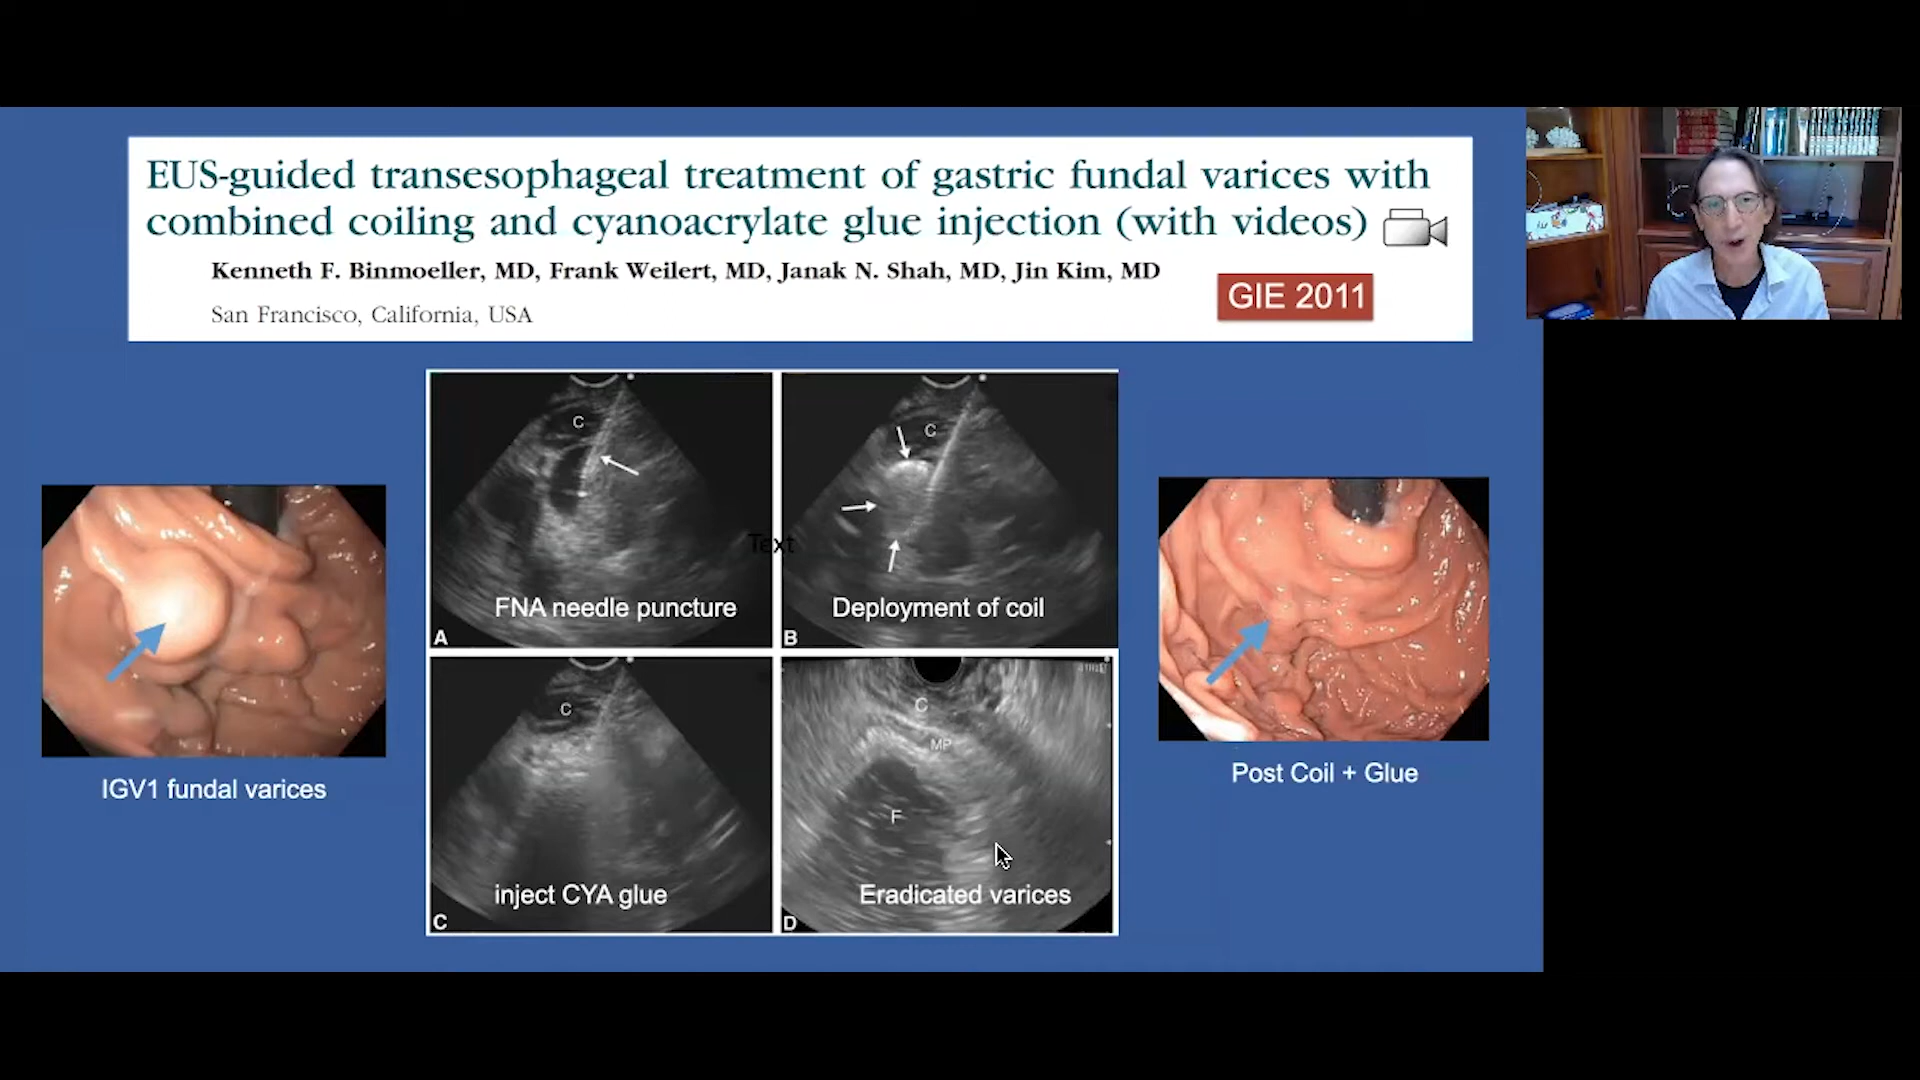 EUS-guided transesophageal treatment of gastric fundal varices with
combined coiling and cyanoacrylate glue injection (with videos)
Kenneth F. Binmoeller, MD, Frank Weilert, MD, Janak N. Shah, MD, Jin Kim, MD
San Francisco, California, USA
GIE 2011
C
FNA needle puncture
A
C
Deployment of coil
B
Text
C
inject CYA glue
C
C
MP
F
Eradicated varices
D
IGV1 fundal varices
Post Coil + Glue